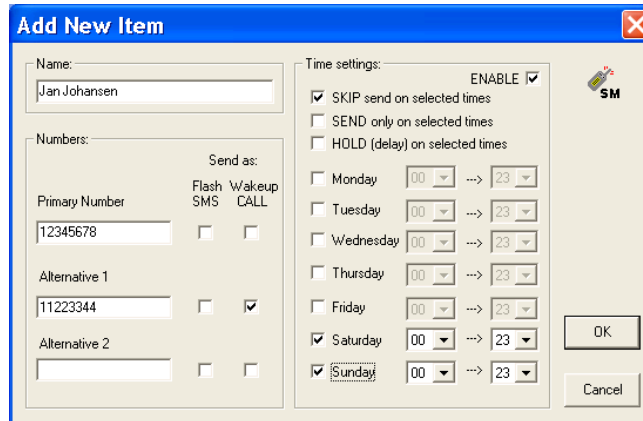 Add New Item
Name:
Jan Johansen
Numbers:
Send as:
Primary Number
Flash SMS
Wakeup CALL
12345678
Alternative 1
11223344
Alternative 2
Time settings:
ENABLE
SKIP send on selected times
SEND only on selected times
HOLD (delay) on selected times
Monday 00 ---> 23
Tuesday 00 ---> 23
Wednesday 00 ---> 23
Thursday 00 ---> 23
Friday 00 ---> 23
Saturday 00 ---> 23
Sunday 00 ---> 23
SM
OK
Cancel